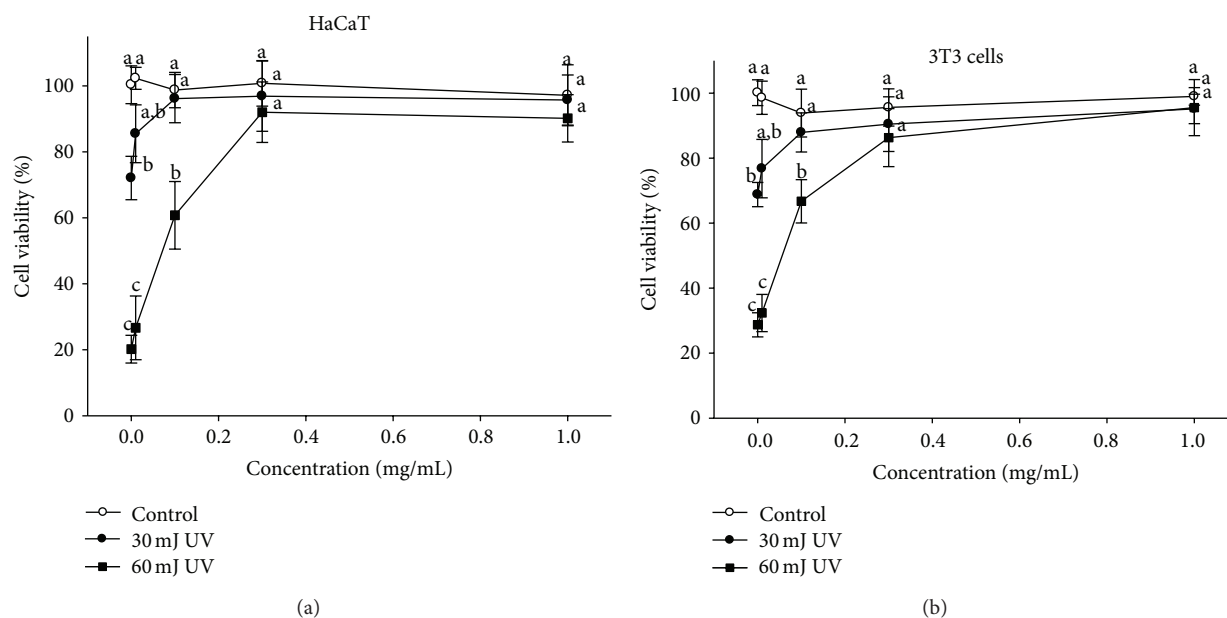 HaCaT
a a a a a
a,b a a a
b b a a
c c
100
80
60
40
20
0
Cell viability (%)
0.0 0.2 0.4 0.6 0.8 1.0
Concentration (mg/mL)
Control
30 mJ UV
60 mJ UV
(a)
3T3 cells
a a a a a
a,b a a a
b b a a
c c
100
80
60
40
20
0
Cell viability (%)
0.0 0.2 0.4 0.6 0.8 1.0
Concentration (mg/mL)
Control
30 mJ UV
60 mJ UV
(b)